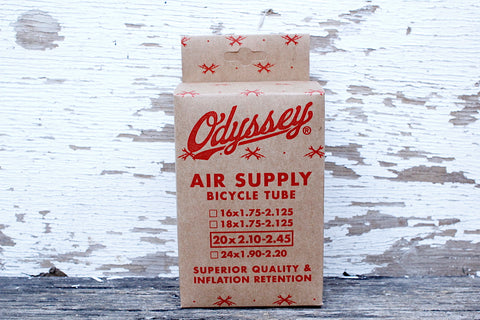 Odyssey®
AIR SUPPLY
BICYCLE TUBE
16x1.75-2.125
18x1.75-2.125
20x2.10-2.45
24x1.90-2.20
SUPERIOR QUALITY &
INFLATION RETENTION